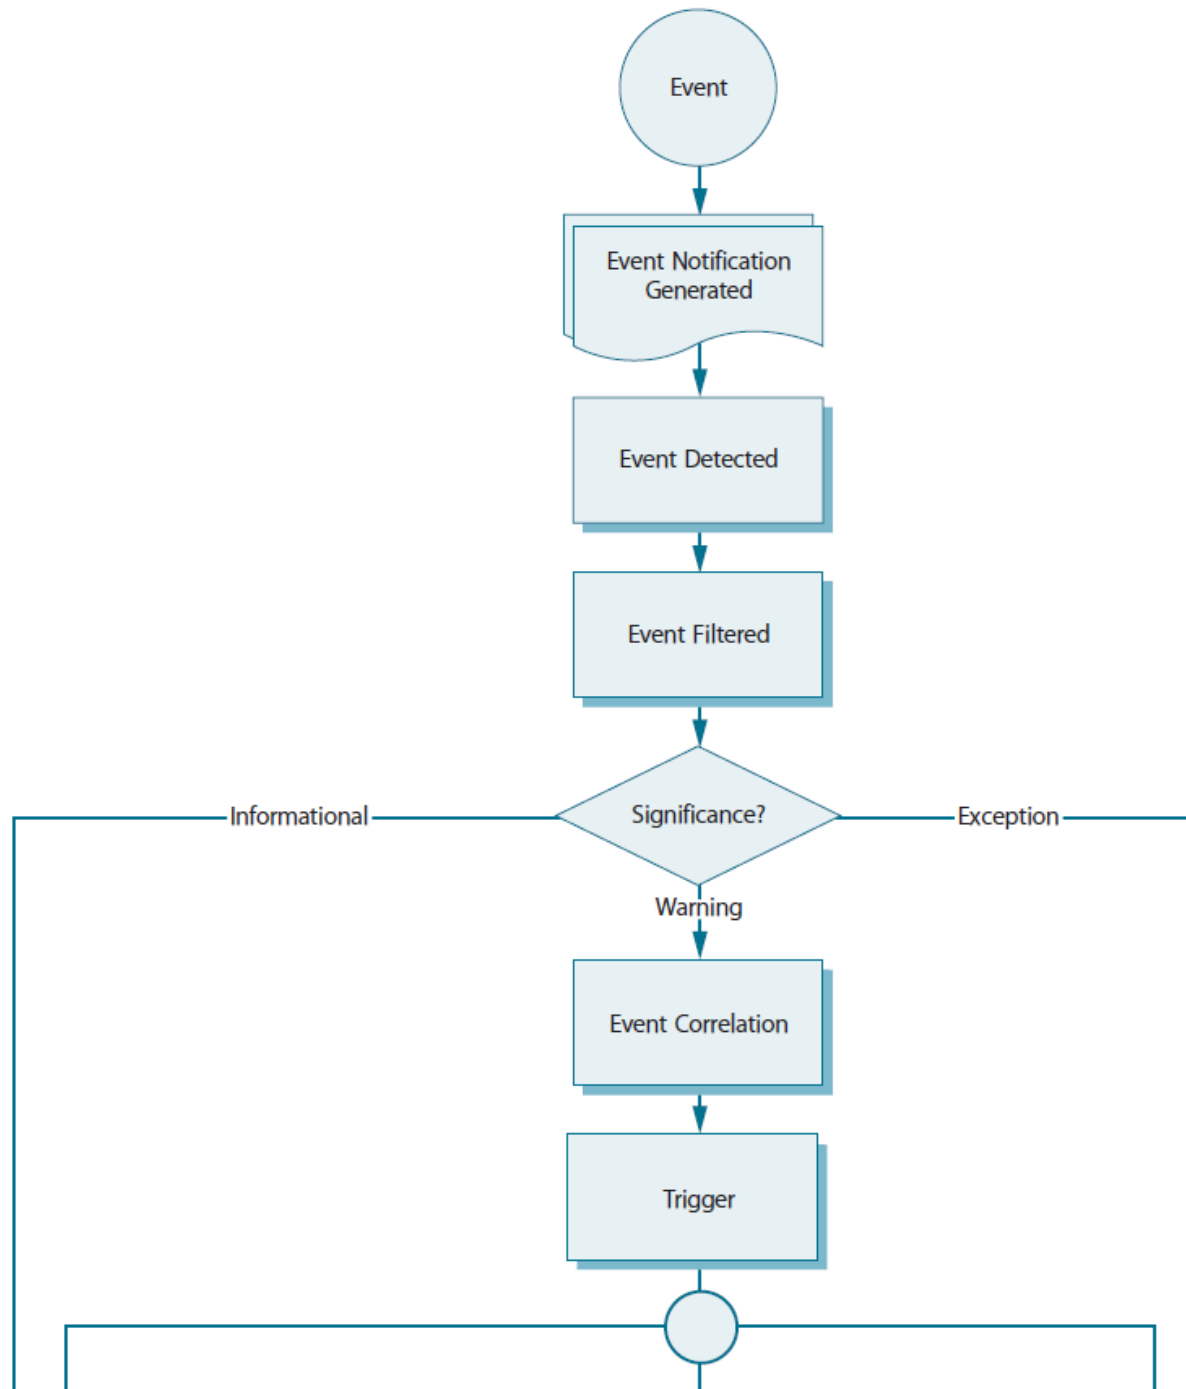 Event
Event Notification
Generated
Event Detected
Event Filtered
Informational
Significance?
Exception
Warning
Event Correlation
Trigger